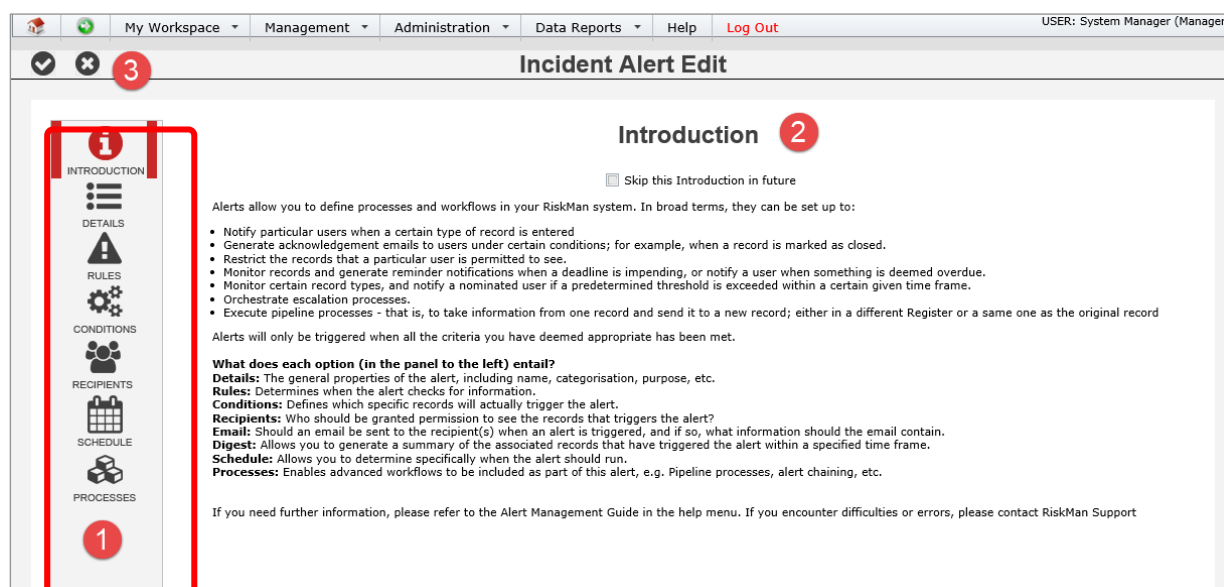 My Workspace Management Administration Data Reports Help Log Out USER: System Manager (Manager
3 Incident Alert Edit
Introduction 2
Skip this Introduction in future
INTRODUCTION
DETAILS
RULES
CONDITIONS
RECIPIENTS
SCHEDULE
PROCESSES
1
Alerts allow you to define processes and workflows in your RiskMan system. In broad terms, they can be set up to:
• Notify particular users when a certain type of record is entered
• Generate acknowledgement emails to users under certain conditions; for example, when a record is marked as closed.
• Restrict the records that a particular user is permitted to see.
• Monitor records and generate reminder notifications when a deadline is impending, or notify a user when something is deemed overdue.
• Monitor certain record types, and notify a nominated user if a predetermined threshold is exceeded within a certain given time frame.
• Orchestrate escalation processes.
• Execute pipeline processes - that is, to take information from one record and send it to a new record; either in a different Register or a same one as the original record
Alerts will only be triggered when all the criteria you have deemed appropriate has been met.
What does each option (in the panel to the left) entail?
Details: The general properties of the alert, including name, categorisation, purpose, etc.
Rules: Determines when the alert checks for information.
Conditions: Defines which specific records will actually trigger the alert.
Recipients: Who should be granted permission to see the records that triggers the alert?
Email: Should an email be sent to the recipient(s) when an alert is triggered, and if so, what information should the email contain.
Digest: Allows you to generate a summary of the associated records that have triggered the alert within a specified time frame.
Schedule: Allows you to determine specifically when the alert should run.
Processes: Enables advanced workflows to be included as part of this alert, e.g. Pipeline processes, alert chaining, etc.
If you need further information, please refer to the Alert Management Guide in the help menu. If you encounter difficulties or errors, please contact RiskMan Support